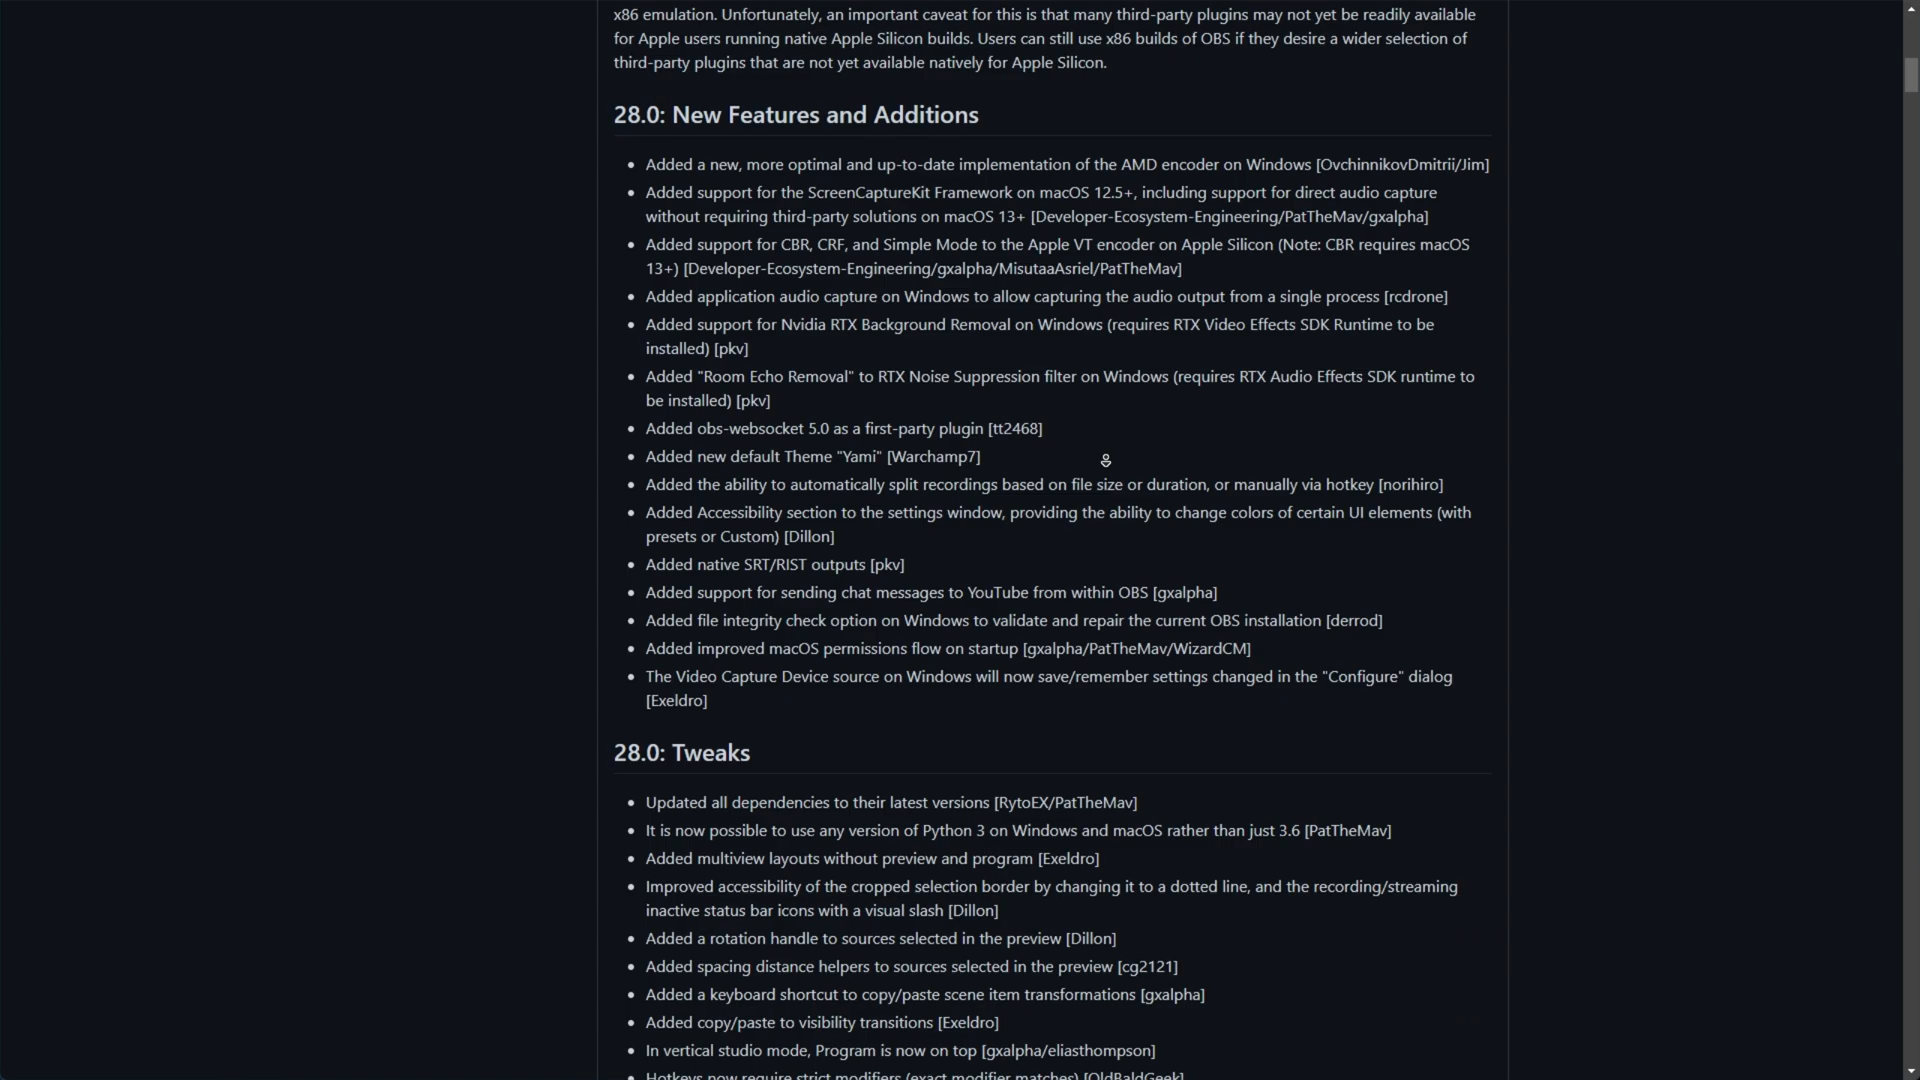 x86 emulation. Unfortunately, an important caveat for this is that many third-party plugins may not yet be readily available
for Apple users running native Apple Silicon builds. Users can still use x86 builds of OBS if they desire a wider selection of
third-party plugins that are not yet available natively for Apple Silicon.
28.0: New Features and Additions
Added a new, more optimal and up-to-date implementation of the AMD encoder on Windows [OvchinnikovDmitrii/Jim]
Added support for the ScreenCaptureKit Framework on macOS 12.5+, including support for direct audio capture
without requiring third-party solutions on macOS 13+ [Developer-Ecosystem-Engineering/PatTheMav/gxalpha]
Added support for CBR, CRF, and Simple Mode to the Apple VT encoder on Apple Silicon (Note: CBR requires macOS
13+) [Developer-Ecosystem-Engineering/gxalpha/MisutaaAsriel/PatTheMav]
Added application audio capture on Windows to allow capturing the audio output from a single process [rcdrone]
Added support for Nvidia RTX Background Removal on Windows (requires RTX Video Effects SDK Runtime to be
installed) [pkv]
Added "Room Echo Removal" to RTX Noise Suppression filter on Windows (requires RTX Audio Effects SDK runtime to
be installed) [pkv]
Added obs-websocket 5.0 as a first-party plugin [tt2468]
Added new default Theme "Yami" [Warchamp7]
Added the ability to automatically split recordings based on file size or duration, or manually via hotkey [norihiro]
Added Accessibility section to the settings window, providing the ability to change colors of certain UI elements (with
presets or Custom) [Dillon]
Added native SRT/RIST outputs [pkv]
Added support for sending chat messages to YouTube from within OBS [gxalpha]
Added file integrity check option on Windows to validate and repair the current OBS installation [derrod]
Added improved macOS permissions flow on startup [gxalpha/PatTheMav/WizardCM]
The Video Capture Device source on Windows will now save/remember settings changed in the "Configure" dialog
[Exeldro]
28.0: Tweaks
Updated all dependencies to their latest versions [RytoEX/PatTheMav]
It is now possible to use any version of Python 3 on Windows and macOS rather than just 3.6 [PatTheMav]
Added multiview layouts without preview and program [Exeldro]
Improved accessibility of the cropped selection border by changing it to a dotted line, and the recording/streaming
inactive status bar icons with a visual slash [Dillon]
Added a rotation handle to sources selected in the preview [Dillon]
Added spacing distance helpers to sources selected in the preview [cg2121]
Added a keyboard shortcut to copy/paste scene item transformations [gxalpha]
Added copy/paste to visibility transitions [Exeldro]
In vertical studio mode, Program is now on top [gxalpha/eliasthompson]
Hotkeys now require strict modifiers (exact modifier matches) [OldBaldGeek]